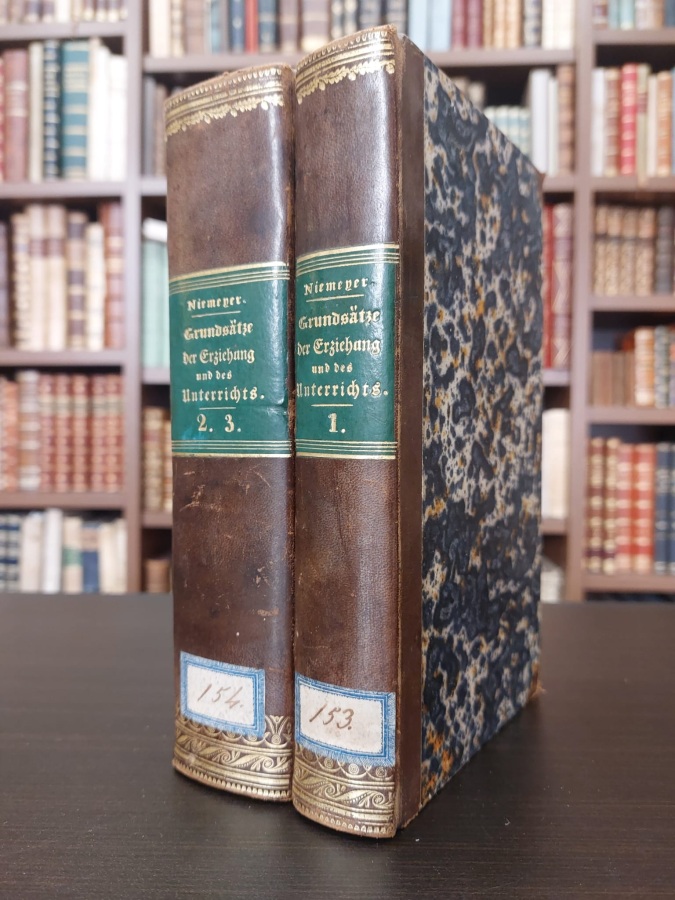 Niemeyer.
Grundsätze
der Erziehung
und des
Unterrichts.
2. 3.
154.
Niemeyer.
Grundsätze
der Erziehung
und des
Unterrichts.
1.
153.